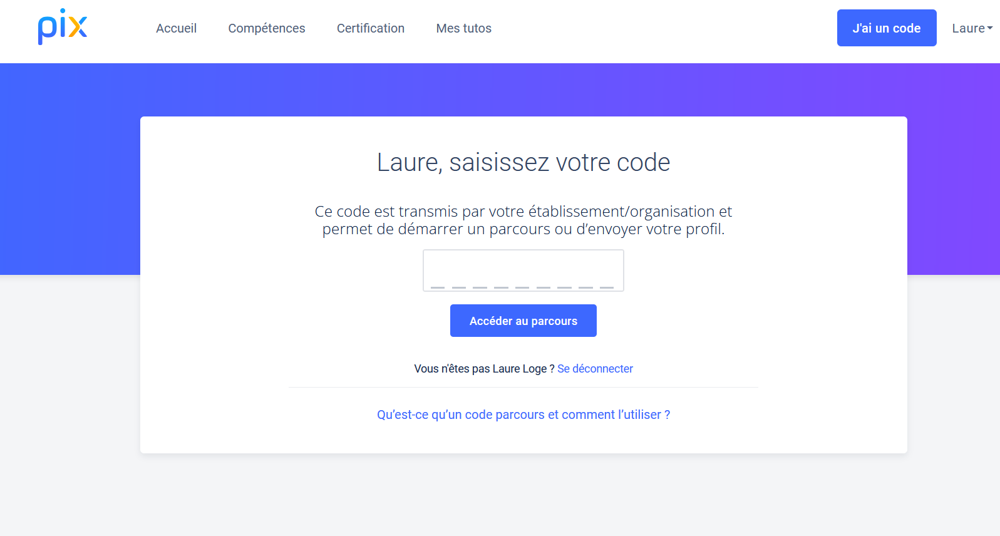 pix
Accueil
Compétences
Certification
Mes tutos
J'ai un code
Laure
Laure, saisissez votre code
Ce code est transmis par votre établissement/organisation et
permet de démarrer un parcours ou d’envoyer votre profil.
Accéder au parcours
Vous n'êtes pas Laure Loge ? Se déconnecter
Qu’est-ce qu’un code parcours et comment l’utiliser ?